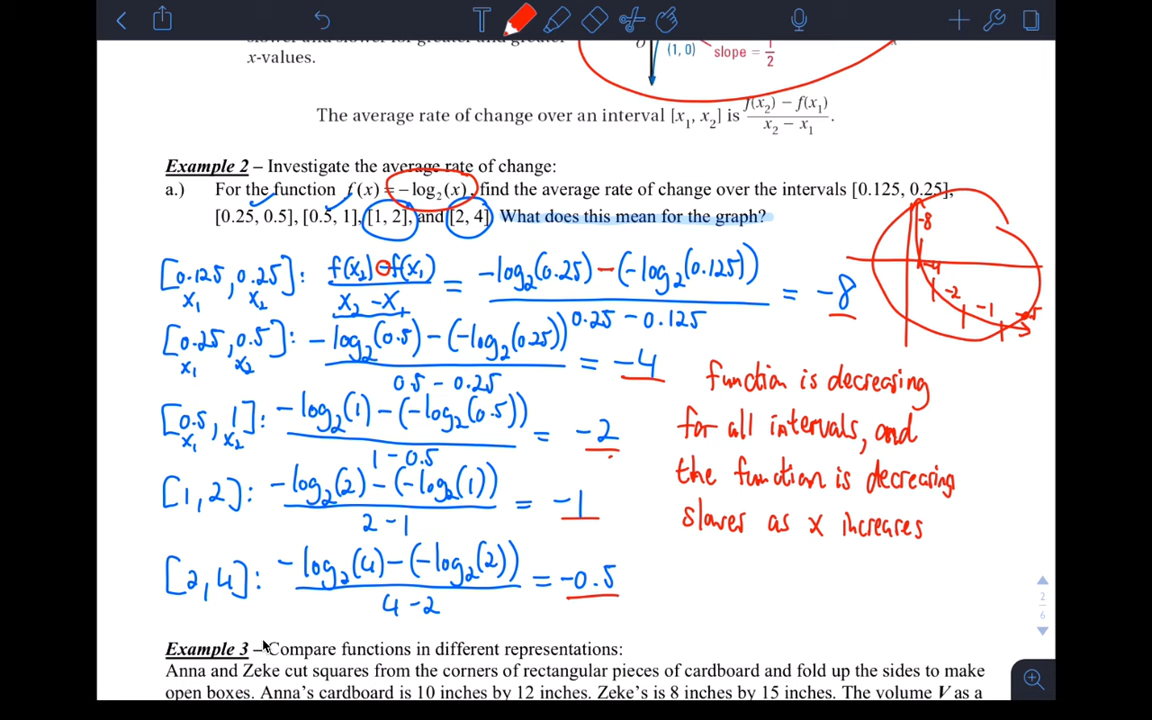 x-values.
(1, 0) slope = 1/2
The average rate of change over an interval [x₁, x₂] is f(x₂) − f(x₁) / x₂ − x₁ .
Example 2 – Investigate the average rate of change:
a.) For the function f(x) = −log₂(x), find the average rate of change over the intervals [0.125, 0.25],
[0.25, 0.5], [0.5, 1], [1, 2], and [2, 4] What does this mean for the graph?
[0.125, 0.25]: f(x₂) − f(x₁) / x₂ − x₁ = −log₂(0.25) − (−log₂(0.125)) / 0.25 − 0.125 = −8
x₁ x₂
[0.25, 0.5]: −log₂(0.5) − (−log₂(0.25)) / 0.5 − 0.25 = −4
x₁ x₂
[0.5, 1]: −log₂(1) − (−log₂(0.5)) / 1 − 0.5 = −2
x₁ x₂
[1, 2]: −log₂(2) − (−log₂(1)) / 2 − 1 = −1
[2, 4]: −log₂(4) − (−log₂(2)) / 4 − 2 = −0.5
-8
-4
-2
-1
function is decreasing
for all intervals, and
the function is decreasing
slower as x increases
Example 3 – Compare functions in different representations:
Anna and Zeke cut squares from the corners of rectangular pieces of cardboard and fold up the sides to make
open boxes. Anna's cardboard is 10 inches by 12 inches. Zeke's is 8 inches by 15 inches. The volume V as a
2
6